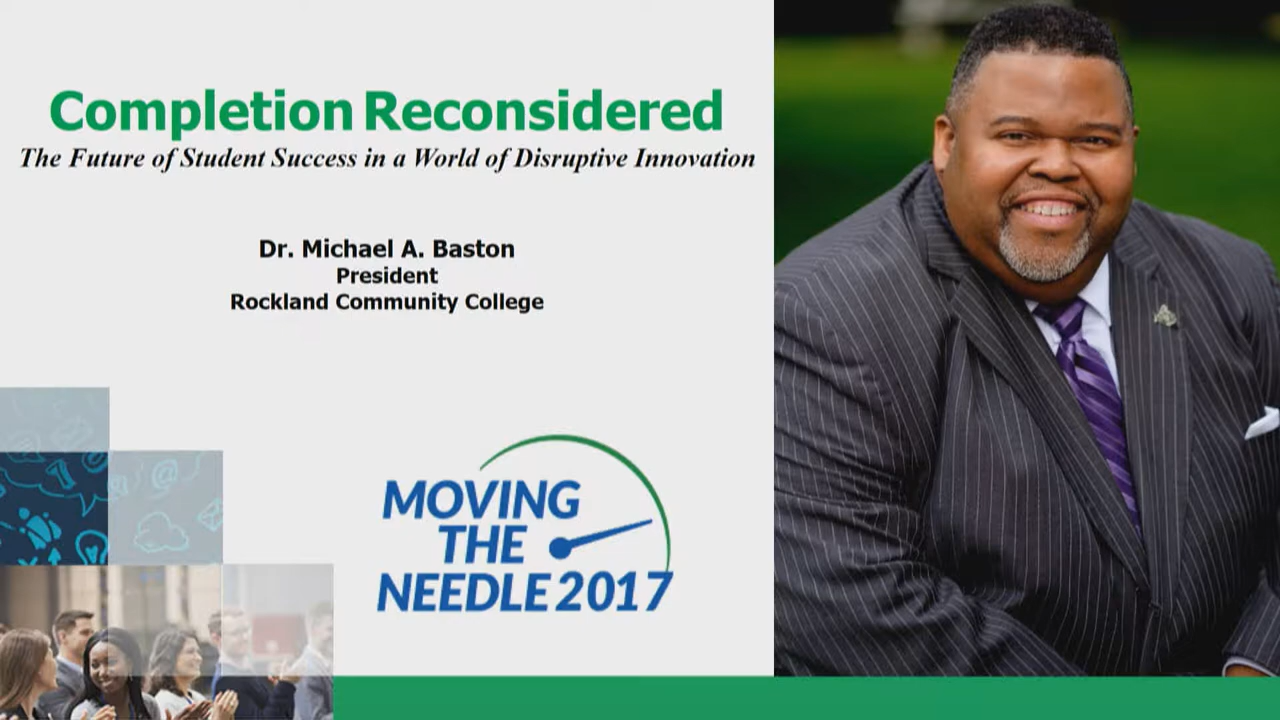 Completion Reconsidered
The Future of Student Success in a World of Disruptive Innovation
Dr. Michael A. Baston
President
Rockland Community College
MOVING
THE
NEEDLE 2017